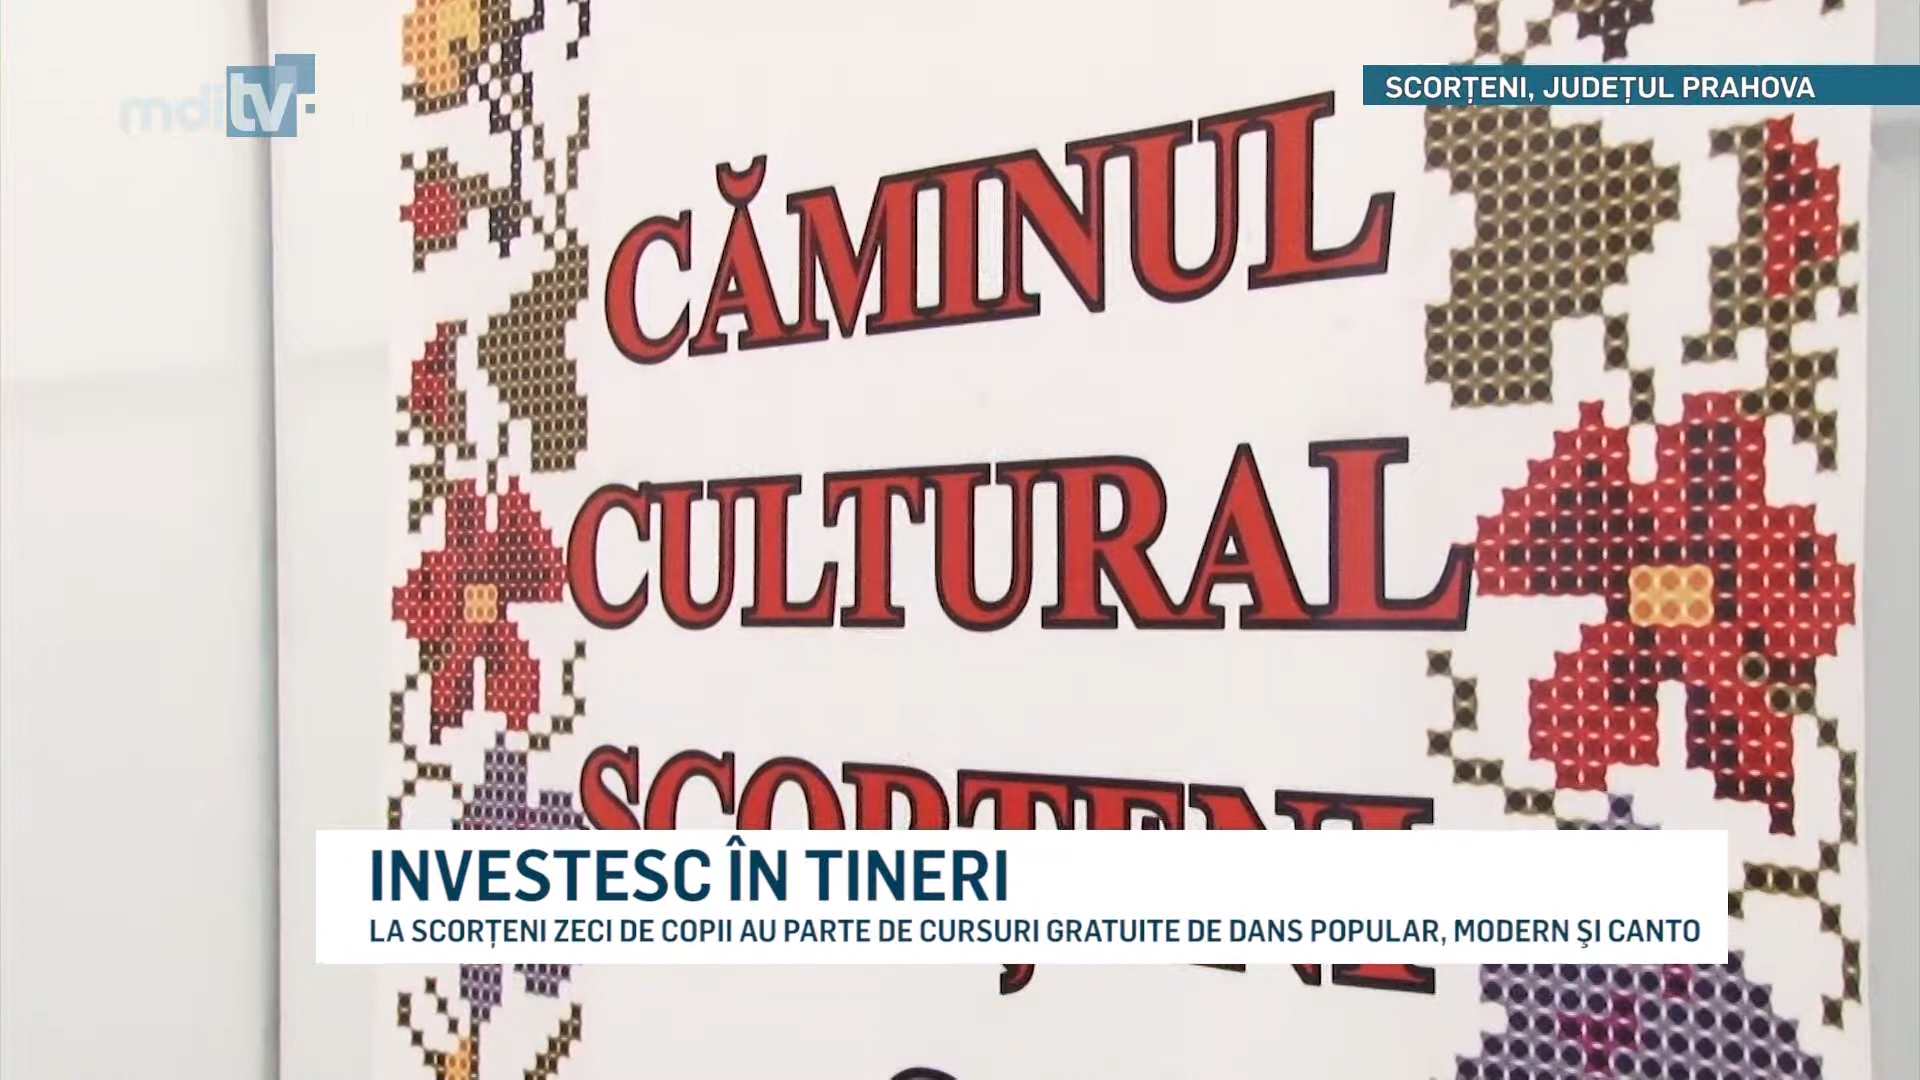 mditv
SCORȚENI, JUDEȚUL PRAHOVA
CĂMINUL
CULTURAL
SCORȚENI
INVESTESC ÎN TINERI
LA SCORȚENI ZECI DE COPII AU PARTE DE CURSURI GRATUITE DE DANS POPULAR, MODERN ŞI CANTO